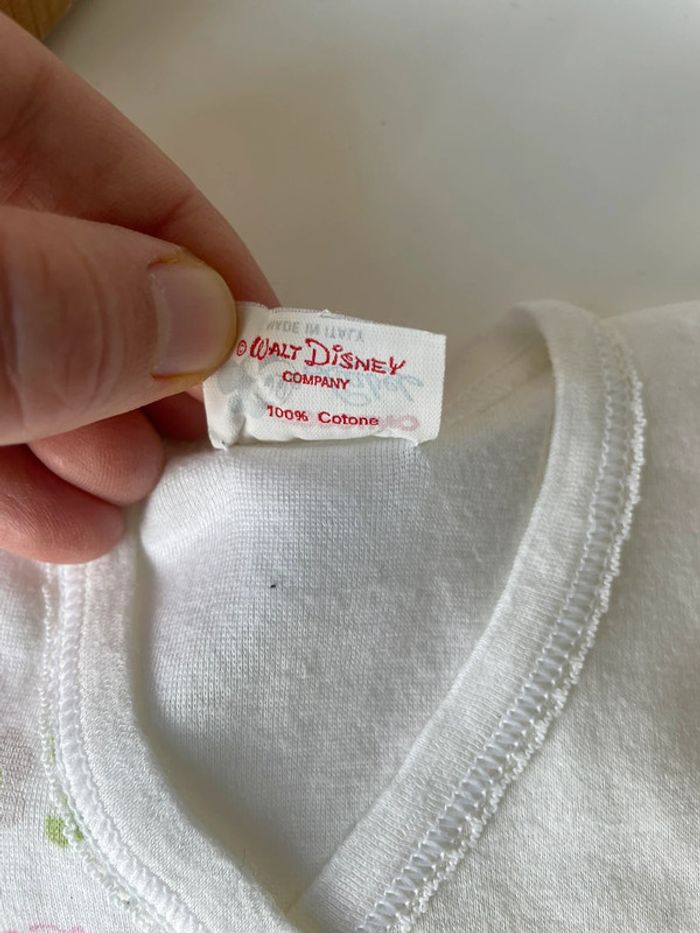 MADE IN ITALY
© WALT DISNEY
COMPANY
100% Cotone